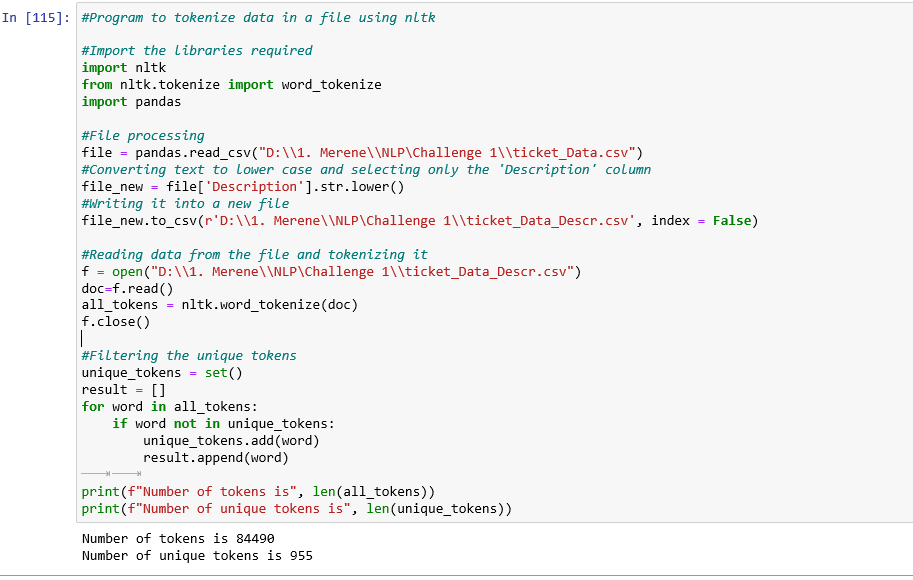 In [115]: #Program to tokenize data in a file using nltk
#Import the libraries required
import nltk
from nltk.tokenize import word_tokenize
import pandas
#File processing
file = pandas.read_csv("D:\\1. Merene\\NLP\Challenge 1\\ticket_Data.csv")
#Converting text to lower case and selecting only the 'Description' column
file_new = file['Description'].str.lower()
#Writing it into a new file
file_new.to_csv(r'D:\\1. Merene\\NLP\Challenge 1\\ticket_Data_Descr.csv', index = False)
#Reading data from the file and tokenizing it
f = open("D:\\1. Merene\\NLP\Challenge 1\\ticket_Data_Descr.csv")
doc=f.read()
all_tokens = nltk.word_tokenize(doc)
f.close()
#Filtering the unique tokens
unique_tokens = set()
result = []
for word in all_tokens:
    if word not in unique_tokens:
        unique_tokens.add(word)
        result.append(word)
print(f"Number of tokens is", len(all_tokens))
print(f"Number of unique tokens is", len(unique_tokens))
Number of tokens is 84490
Number of unique tokens is 955